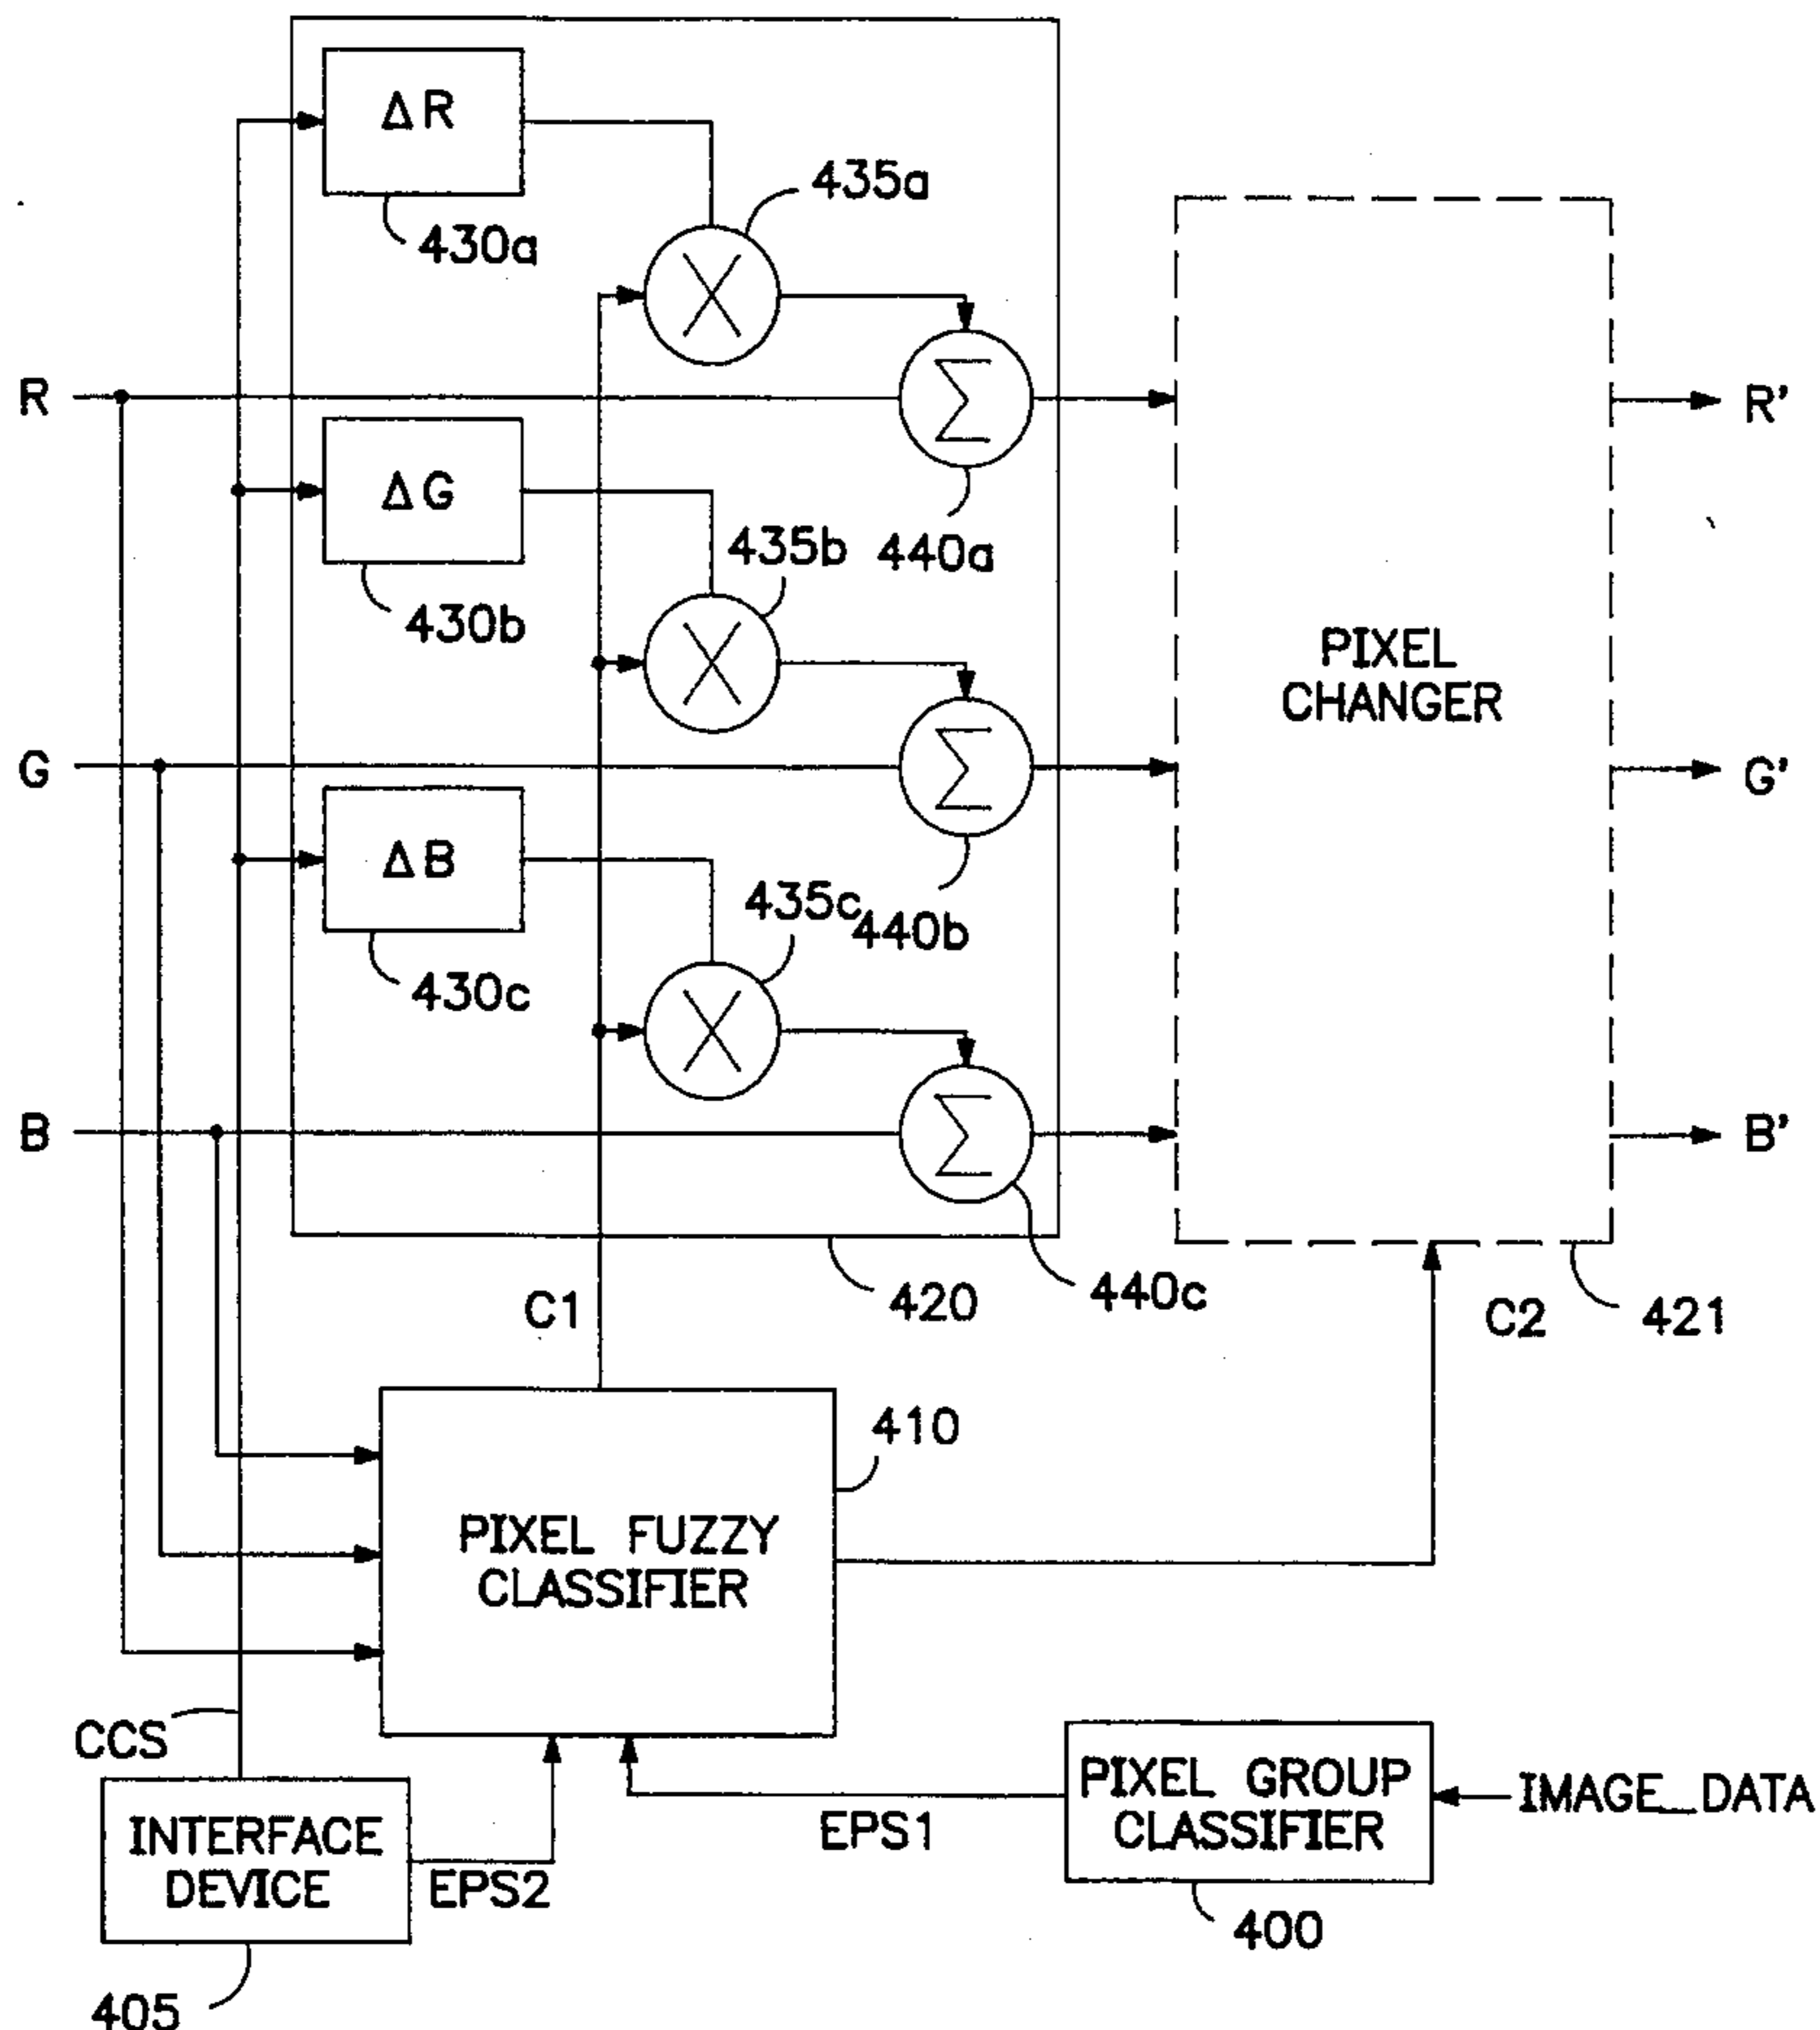 ΔR
435a
430a
R
R'
ΔG
435b
440a
430b
PIXEL
CHANGER
G
G'
ΔB
435c
440b
430c
B
B'
Σ
Σ
Σ
C1
420
440c
C2
421
410
PIXEL FUZZY
CLASSIFIER
CCS
INTERFACE
DEVICE
EPS2
EPS1
PIXEL GROUP
CLASSIFIER
IMAGE_DATA
400
405